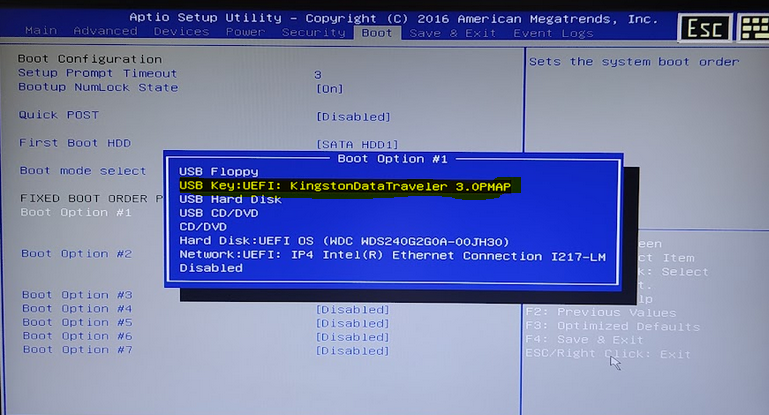 Aptio Setup Utility - Copyright (C) 2016 American Megatrends, Inc.
Main Advanced Devices Power Security Boot Save & Exit Event Logs
Esc
Boot Configuration
Setup Prompt Timeout 3
Bootup NumLock State [On]
Quick POST [Disabled]
First Boot HDD [SATA HDD1]
Boot mode select
FIXED BOOT ORDER P
Boot Option #1
Boot Option #2
Boot Option #3
Boot Option #4 [Disabled]
Boot Option #5 [Disabled]
Boot Option #6 [Disabled]
Boot Option #7 [Disabled]
Boot Option #1
USB Floppy
USB Key:UEFI: KingstonDataTraveler 3.0PMAP
USB Hard Disk
USB CD/DVD
CD/DVD
Hard Disk:UEFI OS (WDC WDS240G2G0A-00JH30)
Network:UEFI: IP4 Intel(R) Ethernet Connection I217-LM
Disabled
Sets the system boot order
een
ct Item
k: Select
t.
lp
F2: Previous Values
F3: Optimized Defaults
F4: Save & Exit
ESC/Right Click: Exit